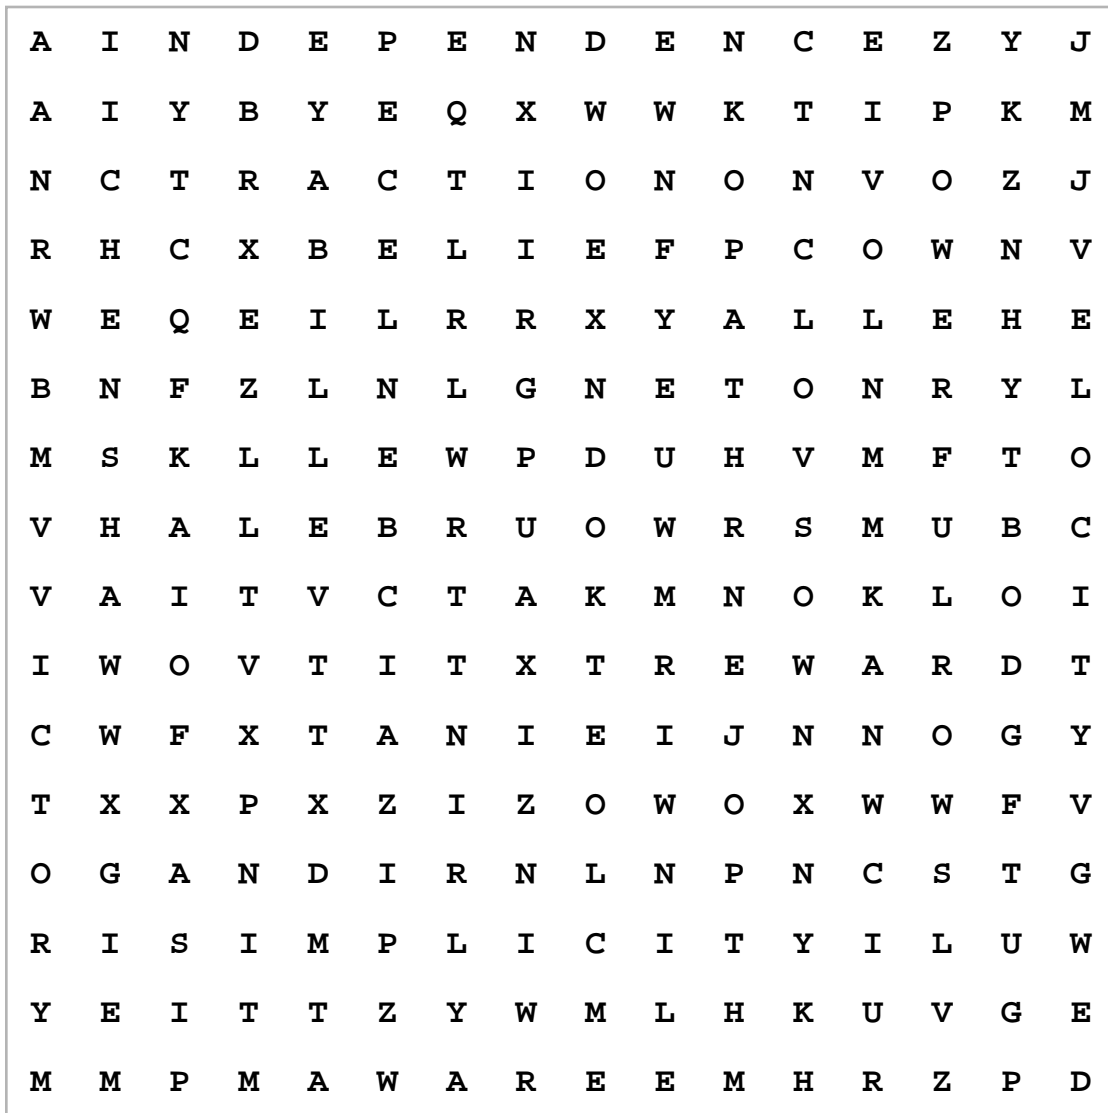 A I N D E P E N D E N C E Z Y J
A I Y B Y E Q X W W K T I P K M
N C T R A C T I O N O N V O Z J
R H C X B E L I E F P C O W N V
W E Q E I L R R X Y A L L E H E
B N F Z L N L G N E T O N R Y L
M S K L L E W P D U H V M F T O
V H A L E B R U O W R S M U B C
V A I T V C T A K M N O K L O I
I W O V T I T X T R E W A R D T
C W F X T A N I E I J N N O G Y
T X X P X Z I Z O W O X W W F V
O G A N D I R N L N P N C S T G
R I S I M P L I C I T Y I L U W
Y E I T T Z Y W M L H K U V G E
M M P M A W A R E E M H R Z P D